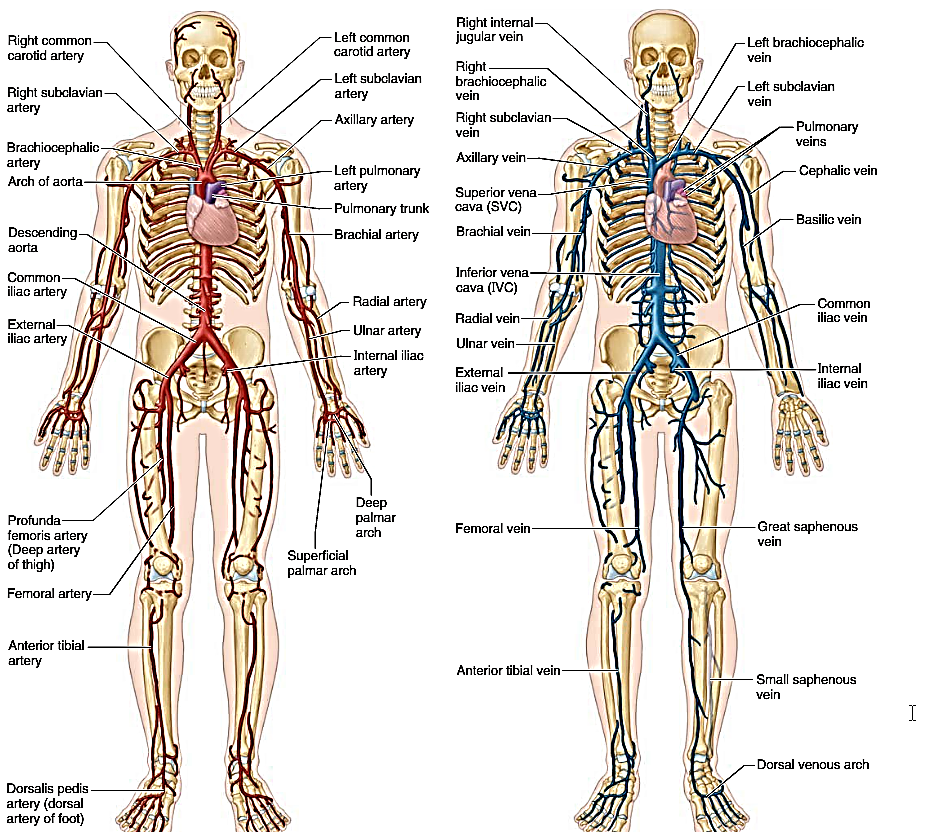 Right common
carotid artery
Right subclavian
artery
Brachiocephalic
artery
Arch of aorta
Descending
aorta
Common
iliac artery
External
iliac artery
Profunda
femoris artery
(Deep artery
of thigh)
Femoral artery
Anterior tibial
artery
Dorsalis pedis
artery (dorsal
artery of foot)
Left common
carotid artery
Left subclavian
artery
Axillary artery
Left pulmonary
artery
Pulmonary trunk
Brachial artery
Radial artery
Ulnar artery
Internal iliac
artery
Deep
palmar
arch
Superficial
palmar arch
Right internal
jugular vein
Right
brachiocephalic
vein
Right subclavian
vein
Axillary vein
Superior vena
cava (SVC)
Brachial vein
Inferior vena
cava (IVC)
Radial vein
Ulnar vein
External
iliac vein
Femoral vein
Anterior tibial vein
Left brachiocephalic
vein
Left subclavian
vein
Pulmonary
veins
Cephalic vein
Basilic vein
Common
iliac vein
Internal
iliac vein
Great saphenous
vein
Small saphenous
vein
Dorsal venous arch